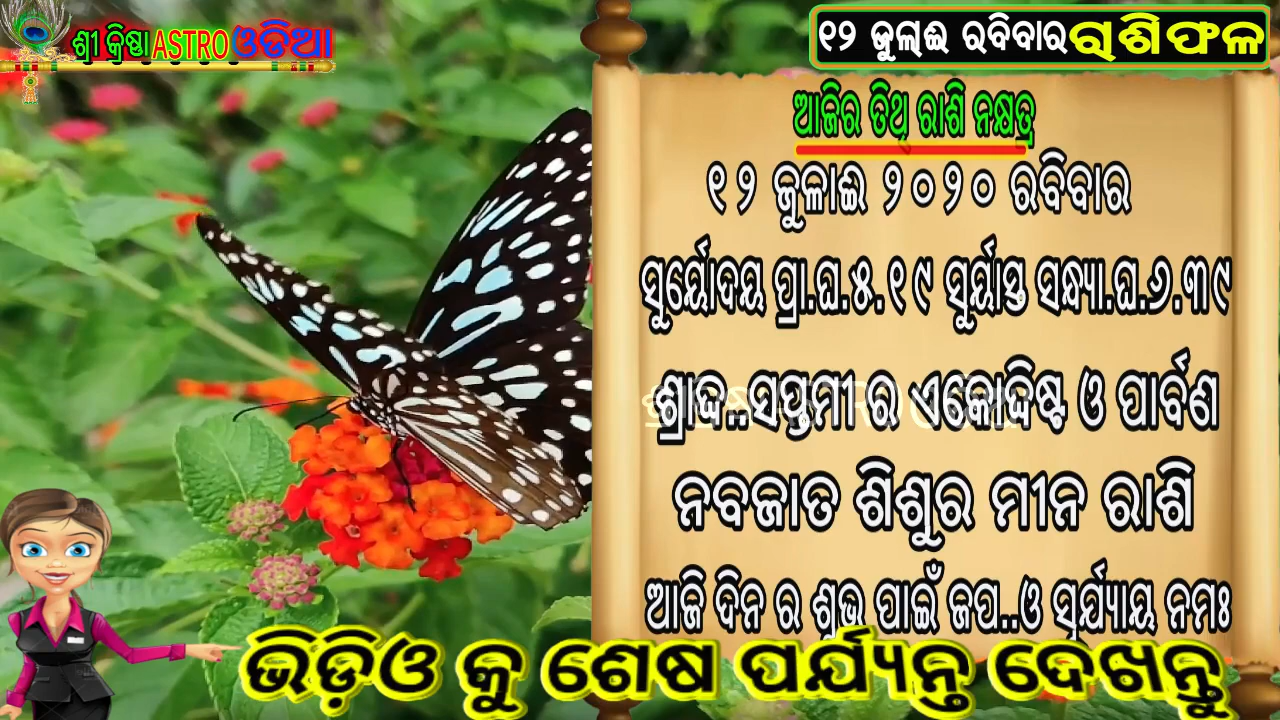 ଶ୍ରୀ କ୍ରିଷ୍ଣା ASTRO ଓଡିଆ
୧୨ ଜୁଲ୍ଈ ରବିବାର ରାଶିଫଳ
ଆଜିର ତିଥି ରାଶି ନକ୍ଷତ୍ର
୧୨ ଜୁଳାଈ ୨୦୨୦ ରବିବାର
ସୁର୍ୟୋଦୟ ପ୍ରା.ଘ.୫.୧୯ ସୁର୍ୟାସ୍ତ ସନ୍ଧ୍ୟା.ଘ.୬.୩୯
ଶ୍ରାଦ୍ଧ..ସପ୍ତମୀ ର ଏକୋଦ୍ଦିଷ୍ଟ ଓ ପାର୍ବଣ
ନବଜାତ ଶିଶୁର ମୀନ ରାଶି
ଆଜି ଦିନ ର ଶୁଭ ପାଇଁ ଜପ..ଓ ସୂର୍ଯ୍ୟାୟ ନମଃ
ଭିଡ଼ିଓ କୁ ଶେଷ ପର୍ଯ୍ୟନ୍ତ ଦେଖନ୍ତୁ